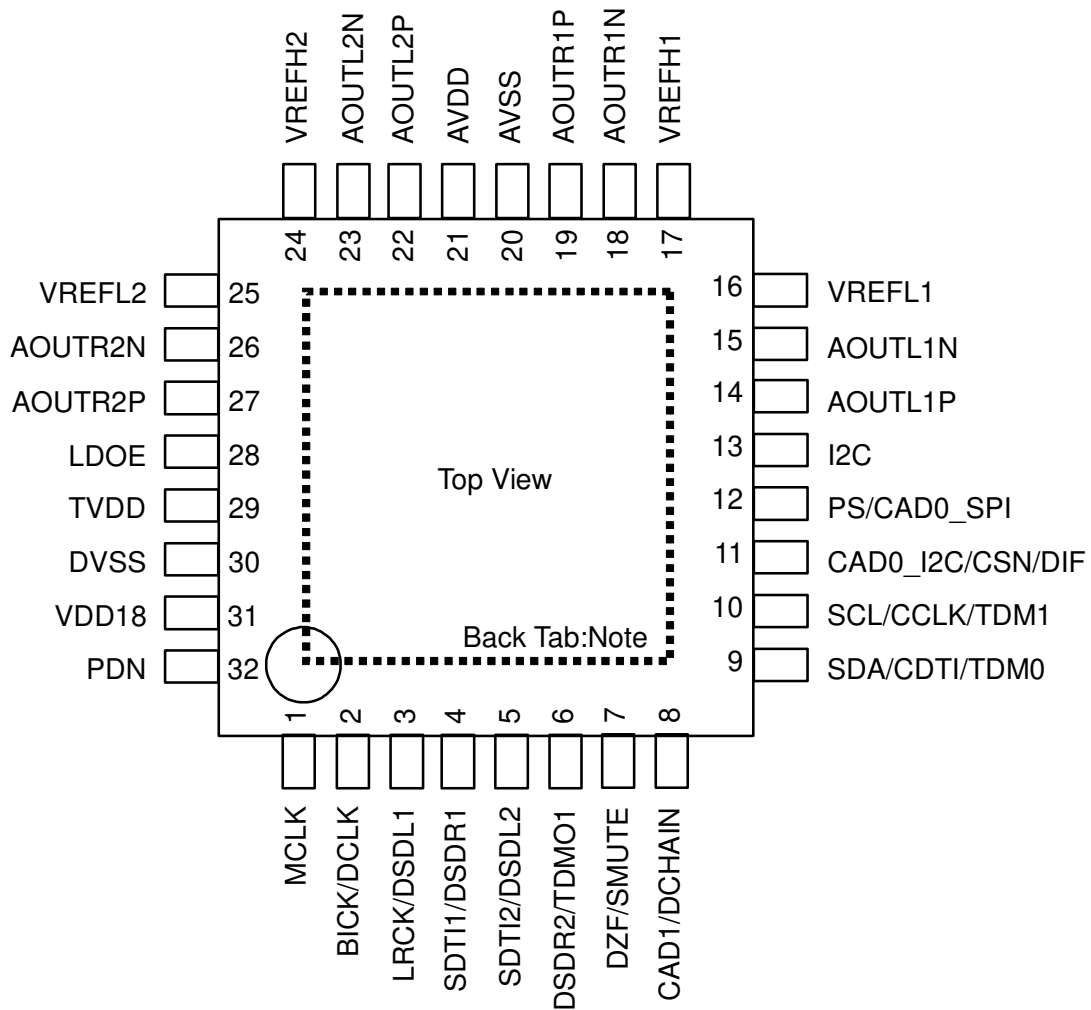 VREFH2
AOUTL2N
AOUTL2P
AVDD
AVSS
AOUTR1P
AOUTR1N
VREFH1
24
23
22
21
20
19
18
17
VREFL2 25
AOUTR2N 26
AOUTR2P 27
LDOE 28
TVDD 29
DVSS 30
VDD18 31
PDN 32
16 VREFL1
15 AOUTL1N
14 AOUTL1P
13 I2C
12 PS/CAD0_SPI
11 CAD0_I2C/CSN/DIF
10 SCL/CCLK/TDM1
9 SDA/CDTI/TDM0
Top View
Back Tab:Note
1
2
3
4
5
6
7
8
MCLK
BICK/DCLK
LRCK/DSDL1
SDTI1/DSDR1
SDTI2/DSDL2
DSDR2/TDMO1
DZF/SMUTE
CAD1/DCHAIN